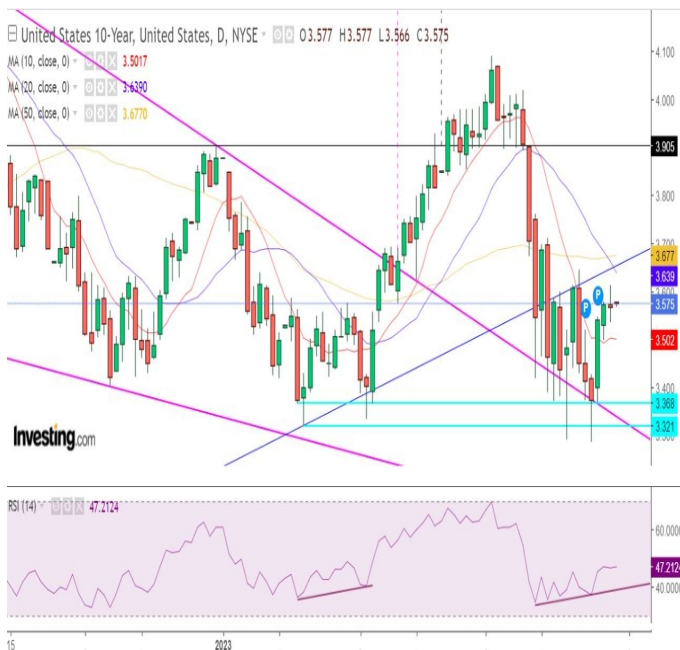 United States 10-Year, United States, D, NYSE O3.577 H3.577 L3.566 C3.575
MA (10, close, 0) 3.5017
MA (20, close, 0) 3.6390
MA (50, close, 0) 3.6770
4.100
4.000
3.905
3.800
3.700
3.677
3.639
3.575
3.502
3.400
3.368
3.321
P
P
Investing.com
RSI (14) 47.2124
60.0000
47.2124
40.0000
15
2023